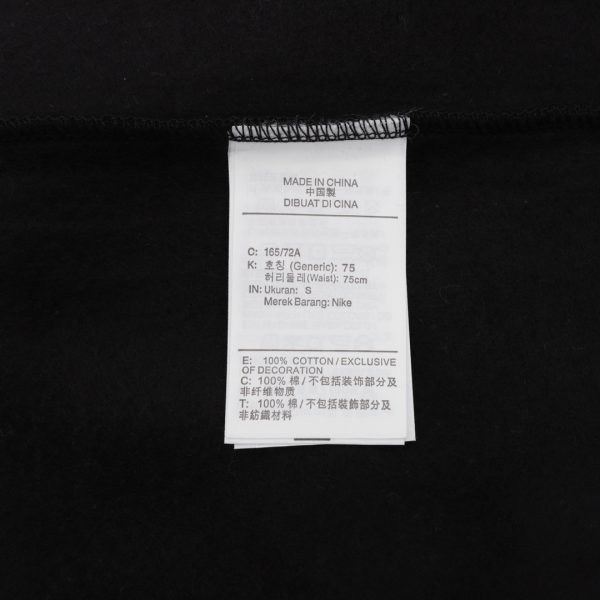 MADE IN CHINA
中国製
DIBUAT DI CINA
C: 165/72A
K: 호칭 (Generic): 75
허리둘레(Waist): 75cm
IN: Ukuran: S
Merek Barang: Nike
E: 100% COTTON/EXCLUSIVE
OF DECORATION
C: 100% 棉/不包括装饰部分及
非纤维物质
T: 100% 棉/不包括裝飾部分及
非紡織材料